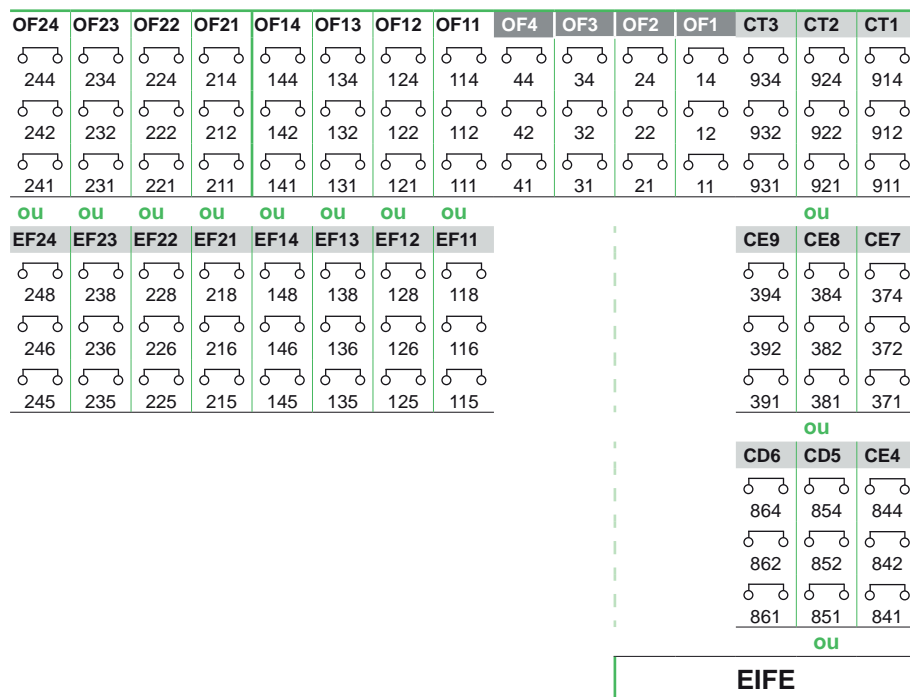 OF24 OF23 OF22 OF21 OF14 OF13 OF12 OF11 OF4 OF3 OF2 OF1 CT3 CT2 CT1
244 234 224 214 144 134 124 114 44 34 24 14 934 924 914
242 232 222 212 142 132 122 112 42 32 22 12 932 922 912
241 231 221 211 141 131 121 111 41 31 21 11 931 921 911
ou ou ou ou ou ou ou ou ou
EF24 EF23 EF22 EF21 EF14 EF13 EF12 EF11 CE9 CE8 CE7
248 238 228 218 148 138 128 118 394 384 374
246 236 226 216 146 136 126 116 392 382 372
245 235 225 215 145 135 125 115 391 381 371
ou
CD6 CD5 CE4
864 854 844
862 852 842
861 851 841
ou
EIFE